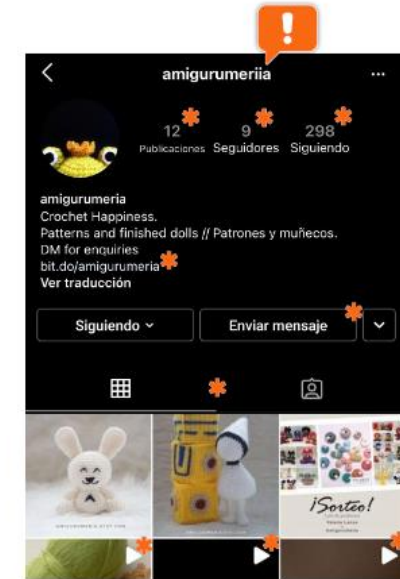 !
amigurumeriia
12 9 298
Publicaciones Seguidores Siguiendo
amigurumeria
Crochet Happiness.
Patterns and finished dolls // Patrones y muñecos.
DM for enquiries
bit.do/amigurumeria
Ver traducción
Siguiendo Enviar mensaje
¡Sorteo!